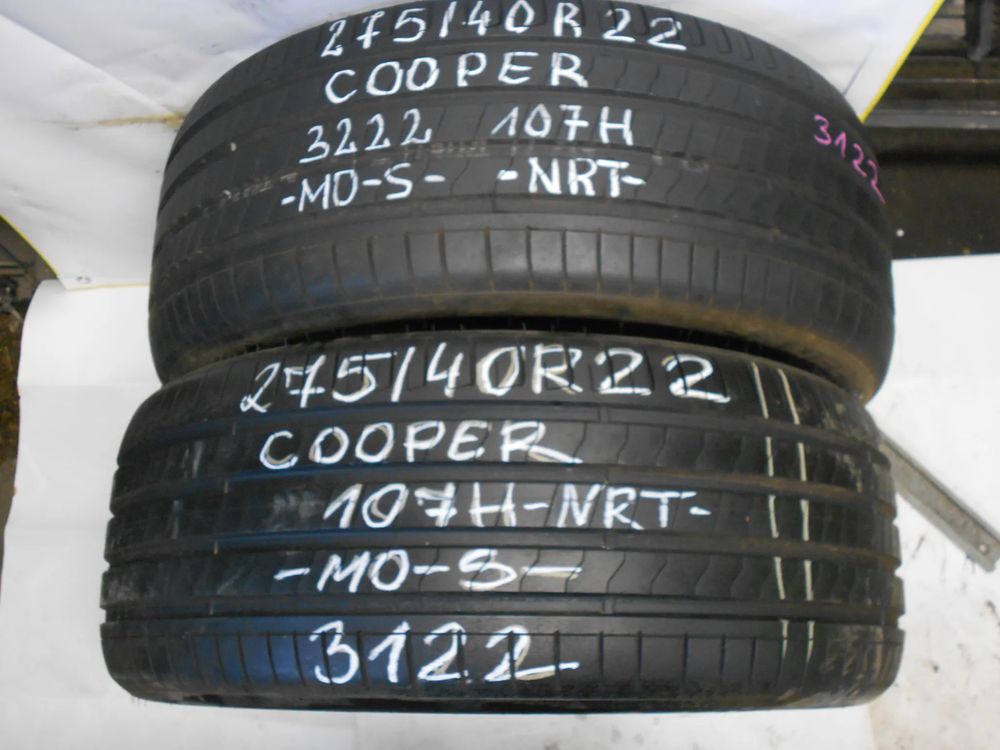 275/40R22
COOPER
3222 107H
-MO-S- -NRT-
3122
275/40R22
COOPER
107H-NRT-
-MO-S-
3122